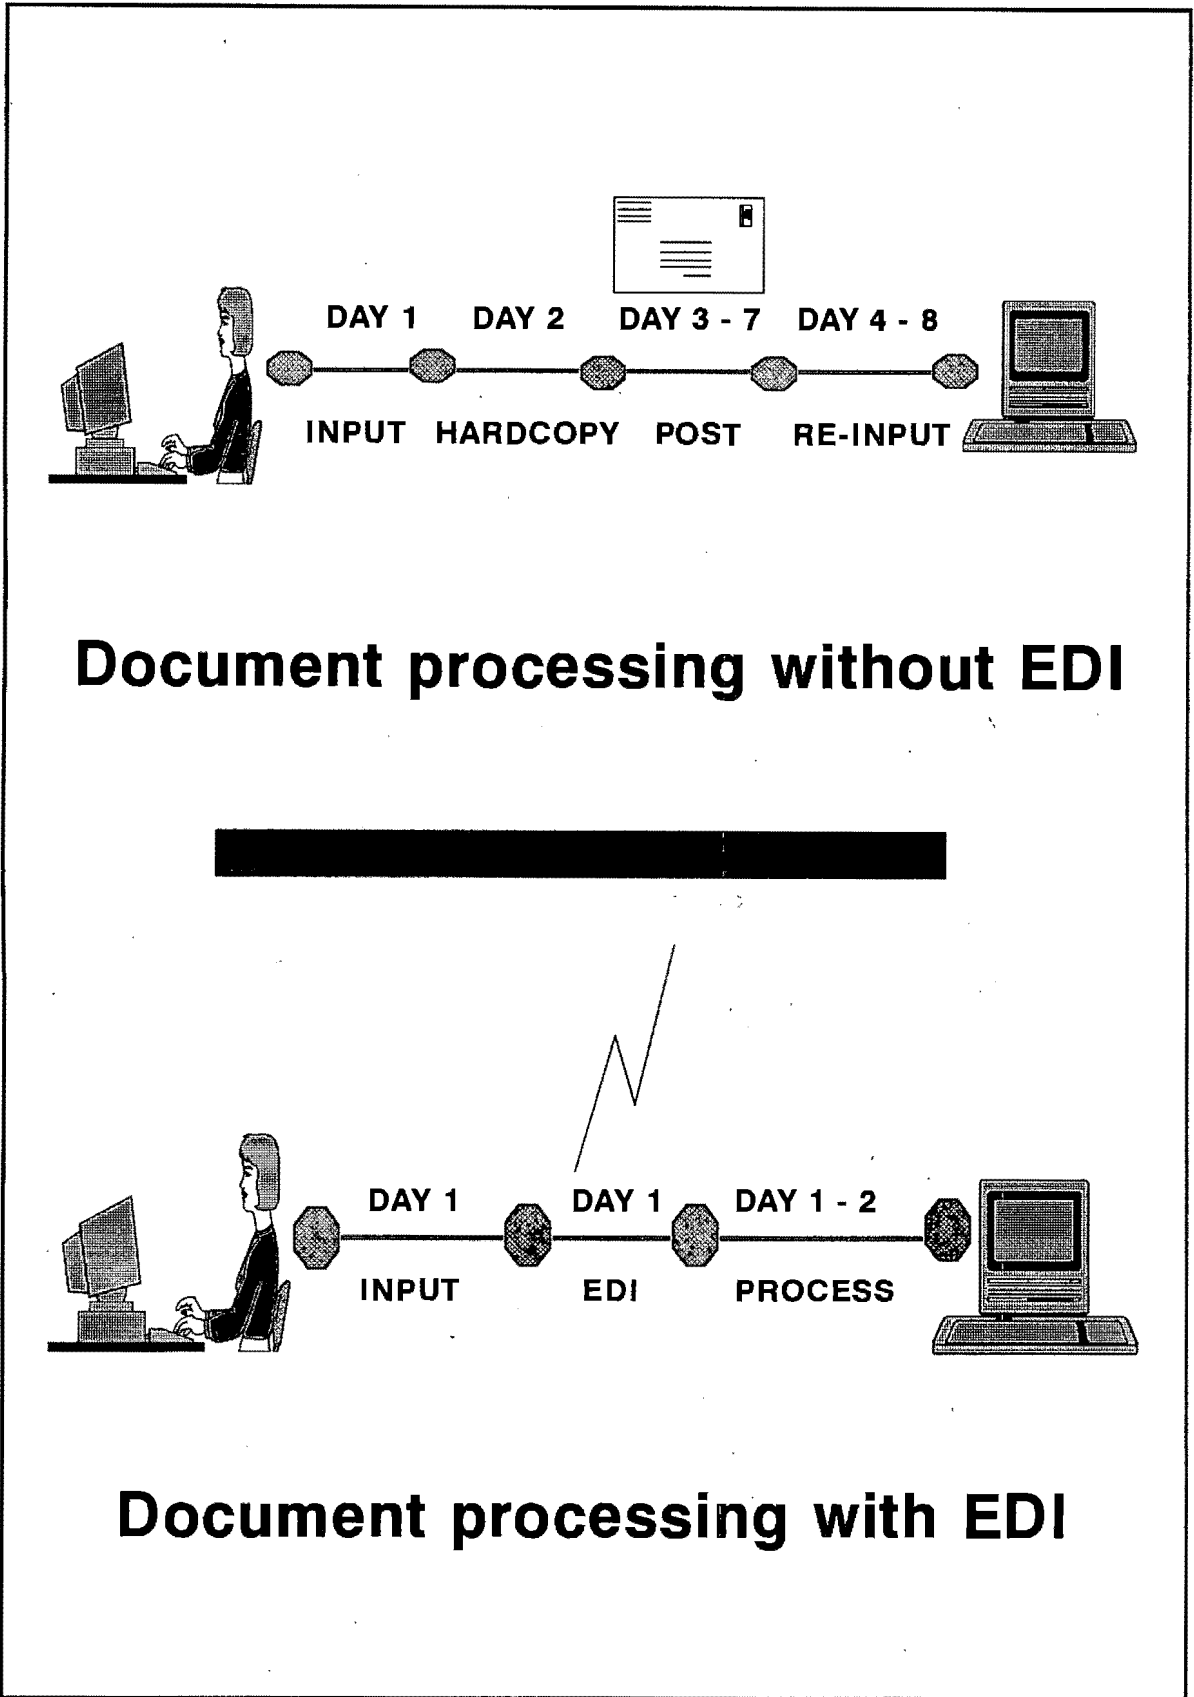 DAY 1 DAY 2 DAY 3 - 7 DAY 4 - 8
INPUT HARDCOPY POST RE-INPUT
Document processing without EDI
DAY 1 DAY 1 DAY 1 - 2
INPUT EDI PROCESS
Document processing with EDI